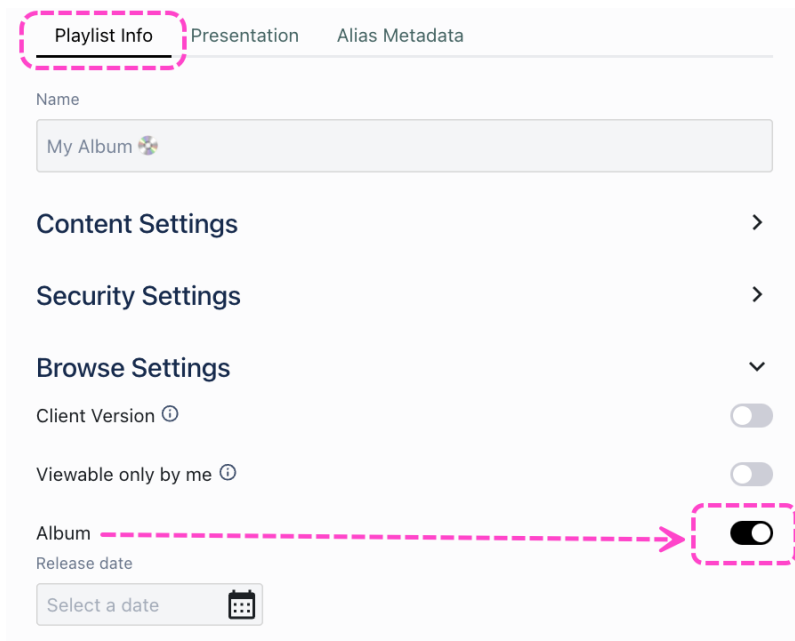 Playlist Info Presentation Alias Metadata
Name
My Album 💿
Content Settings
Security Settings
Browse Settings
Client Version
Viewable only by me
Album
Release date
Select a date